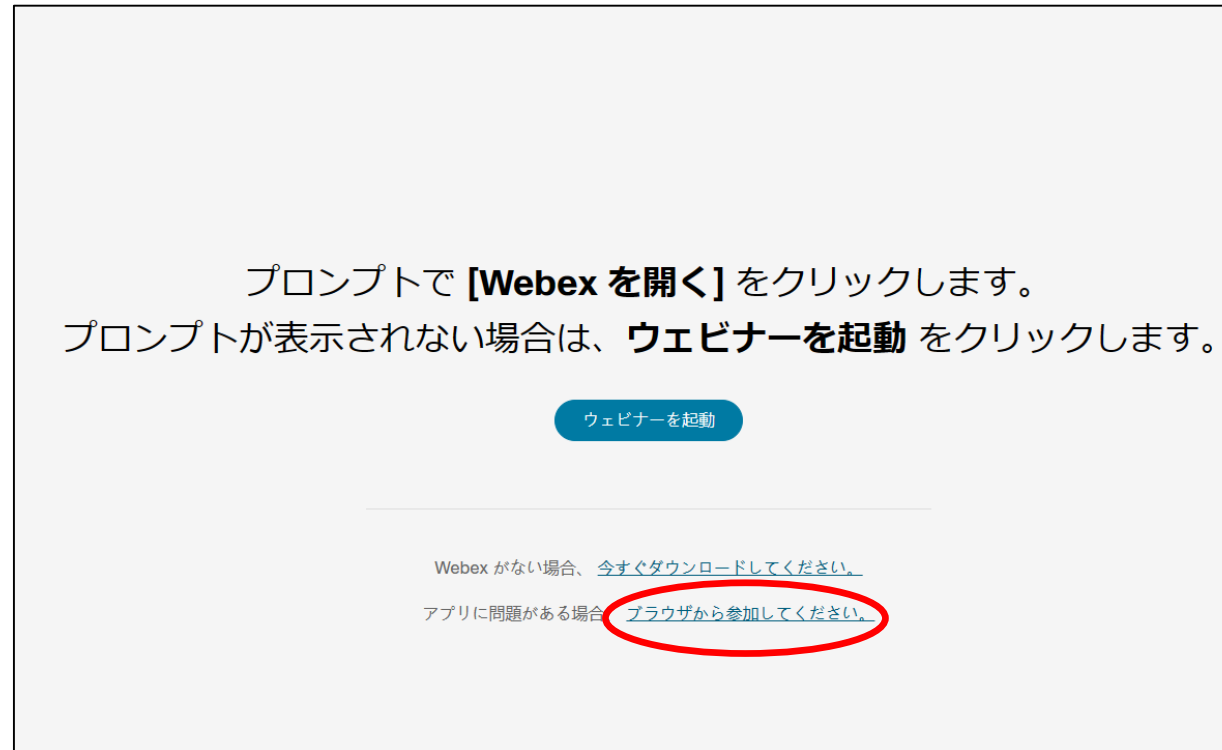 プロンプトで [Webex を開く] をクリックします。
プロンプトが表示されない場合は、ウェビナーを起動 をクリックします。
ウェビナーを起動
Webex がない場合、 今すぐダウンロードしてください。
アプリに問題がある場合 ブラウザから参加してください。